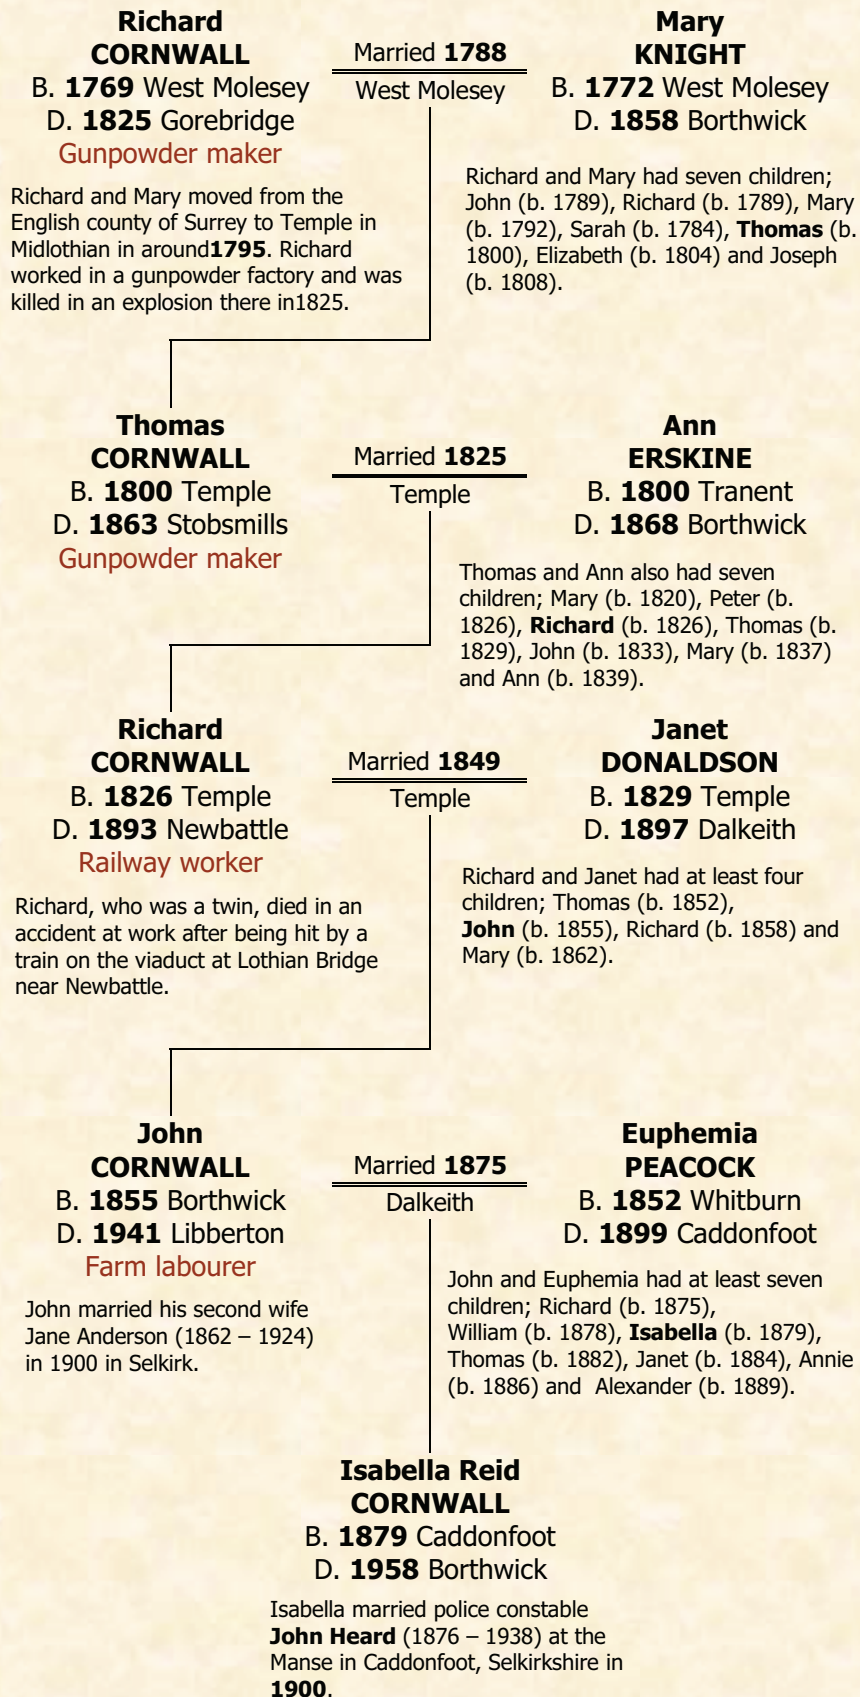 Richard
CORNWALL
B. 1769 West Molesey
D. 1825 Gorebridge
Gunpowder maker
Married 1788
West Molesey
Mary
KNIGHT
B. 1772 West Molesey
D. 1858 Borthwick
Richard and Mary moved from the
English county of Surrey to Temple in
Midlothian in around1795. Richard
worked in a gunpowder factory and was
killed in an explosion there in1825.
Richard and Mary had seven children;
John (b. 1789), Richard (b. 1789), Mary
(b. 1792), Sarah (b. 1784), Thomas (b.
1800), Elizabeth (b. 1804) and Joseph
(b. 1808).
Thomas
CORNWALL
B. 1800 Temple
D. 1863 Stobsmills
Gunpowder maker
Married 1825
Temple
Ann
ERSKINE
B. 1800 Tranent
D. 1868 Borthwick
Thomas and Ann also had seven
children; Mary (b. 1820), Peter (b.
1826), Richard (b. 1826), Thomas (b.
1829), John (b. 1833), Mary (b. 1837)
and Ann (b. 1839).
Richard
CORNWALL
B. 1826 Temple
D. 1893 Newbattle
Railway worker
Married 1849
Temple
Janet
DONALDSON
B. 1829 Temple
D. 1897 Dalkeith
Richard, who was a twin, died in an
accident at work after being hit by a
train on the viaduct at Lothian Bridge
near Newbattle.
Richard and Janet had at least four
children; Thomas (b. 1852),
John (b. 1855), Richard (b. 1858) and
Mary (b. 1862).
John
CORNWALL
B. 1855 Borthwick
D. 1941 Libberton
Farm labourer
Married 1875
Dalkeith
Euphemia
PEACOCK
B. 1852 Whitburn
D. 1899 Caddonfoot
John married his second wife
Jane Anderson (1862 – 1924)
in 1900 in Selkirk.
John and Euphemia had at least seven
children; Richard (b. 1875),
William (b. 1878), Isabella (b. 1879),
Thomas (b. 1882), Janet (b. 1884), Annie
(b. 1886) and Alexander (b. 1889).
Isabella Reid
CORNWALL
B. 1879 Caddonfoot
D. 1958 Borthwick
Isabella married police constable
John Heard (1876 – 1938) at the
Manse in Caddonfoot, Selkirkshire in
1900.